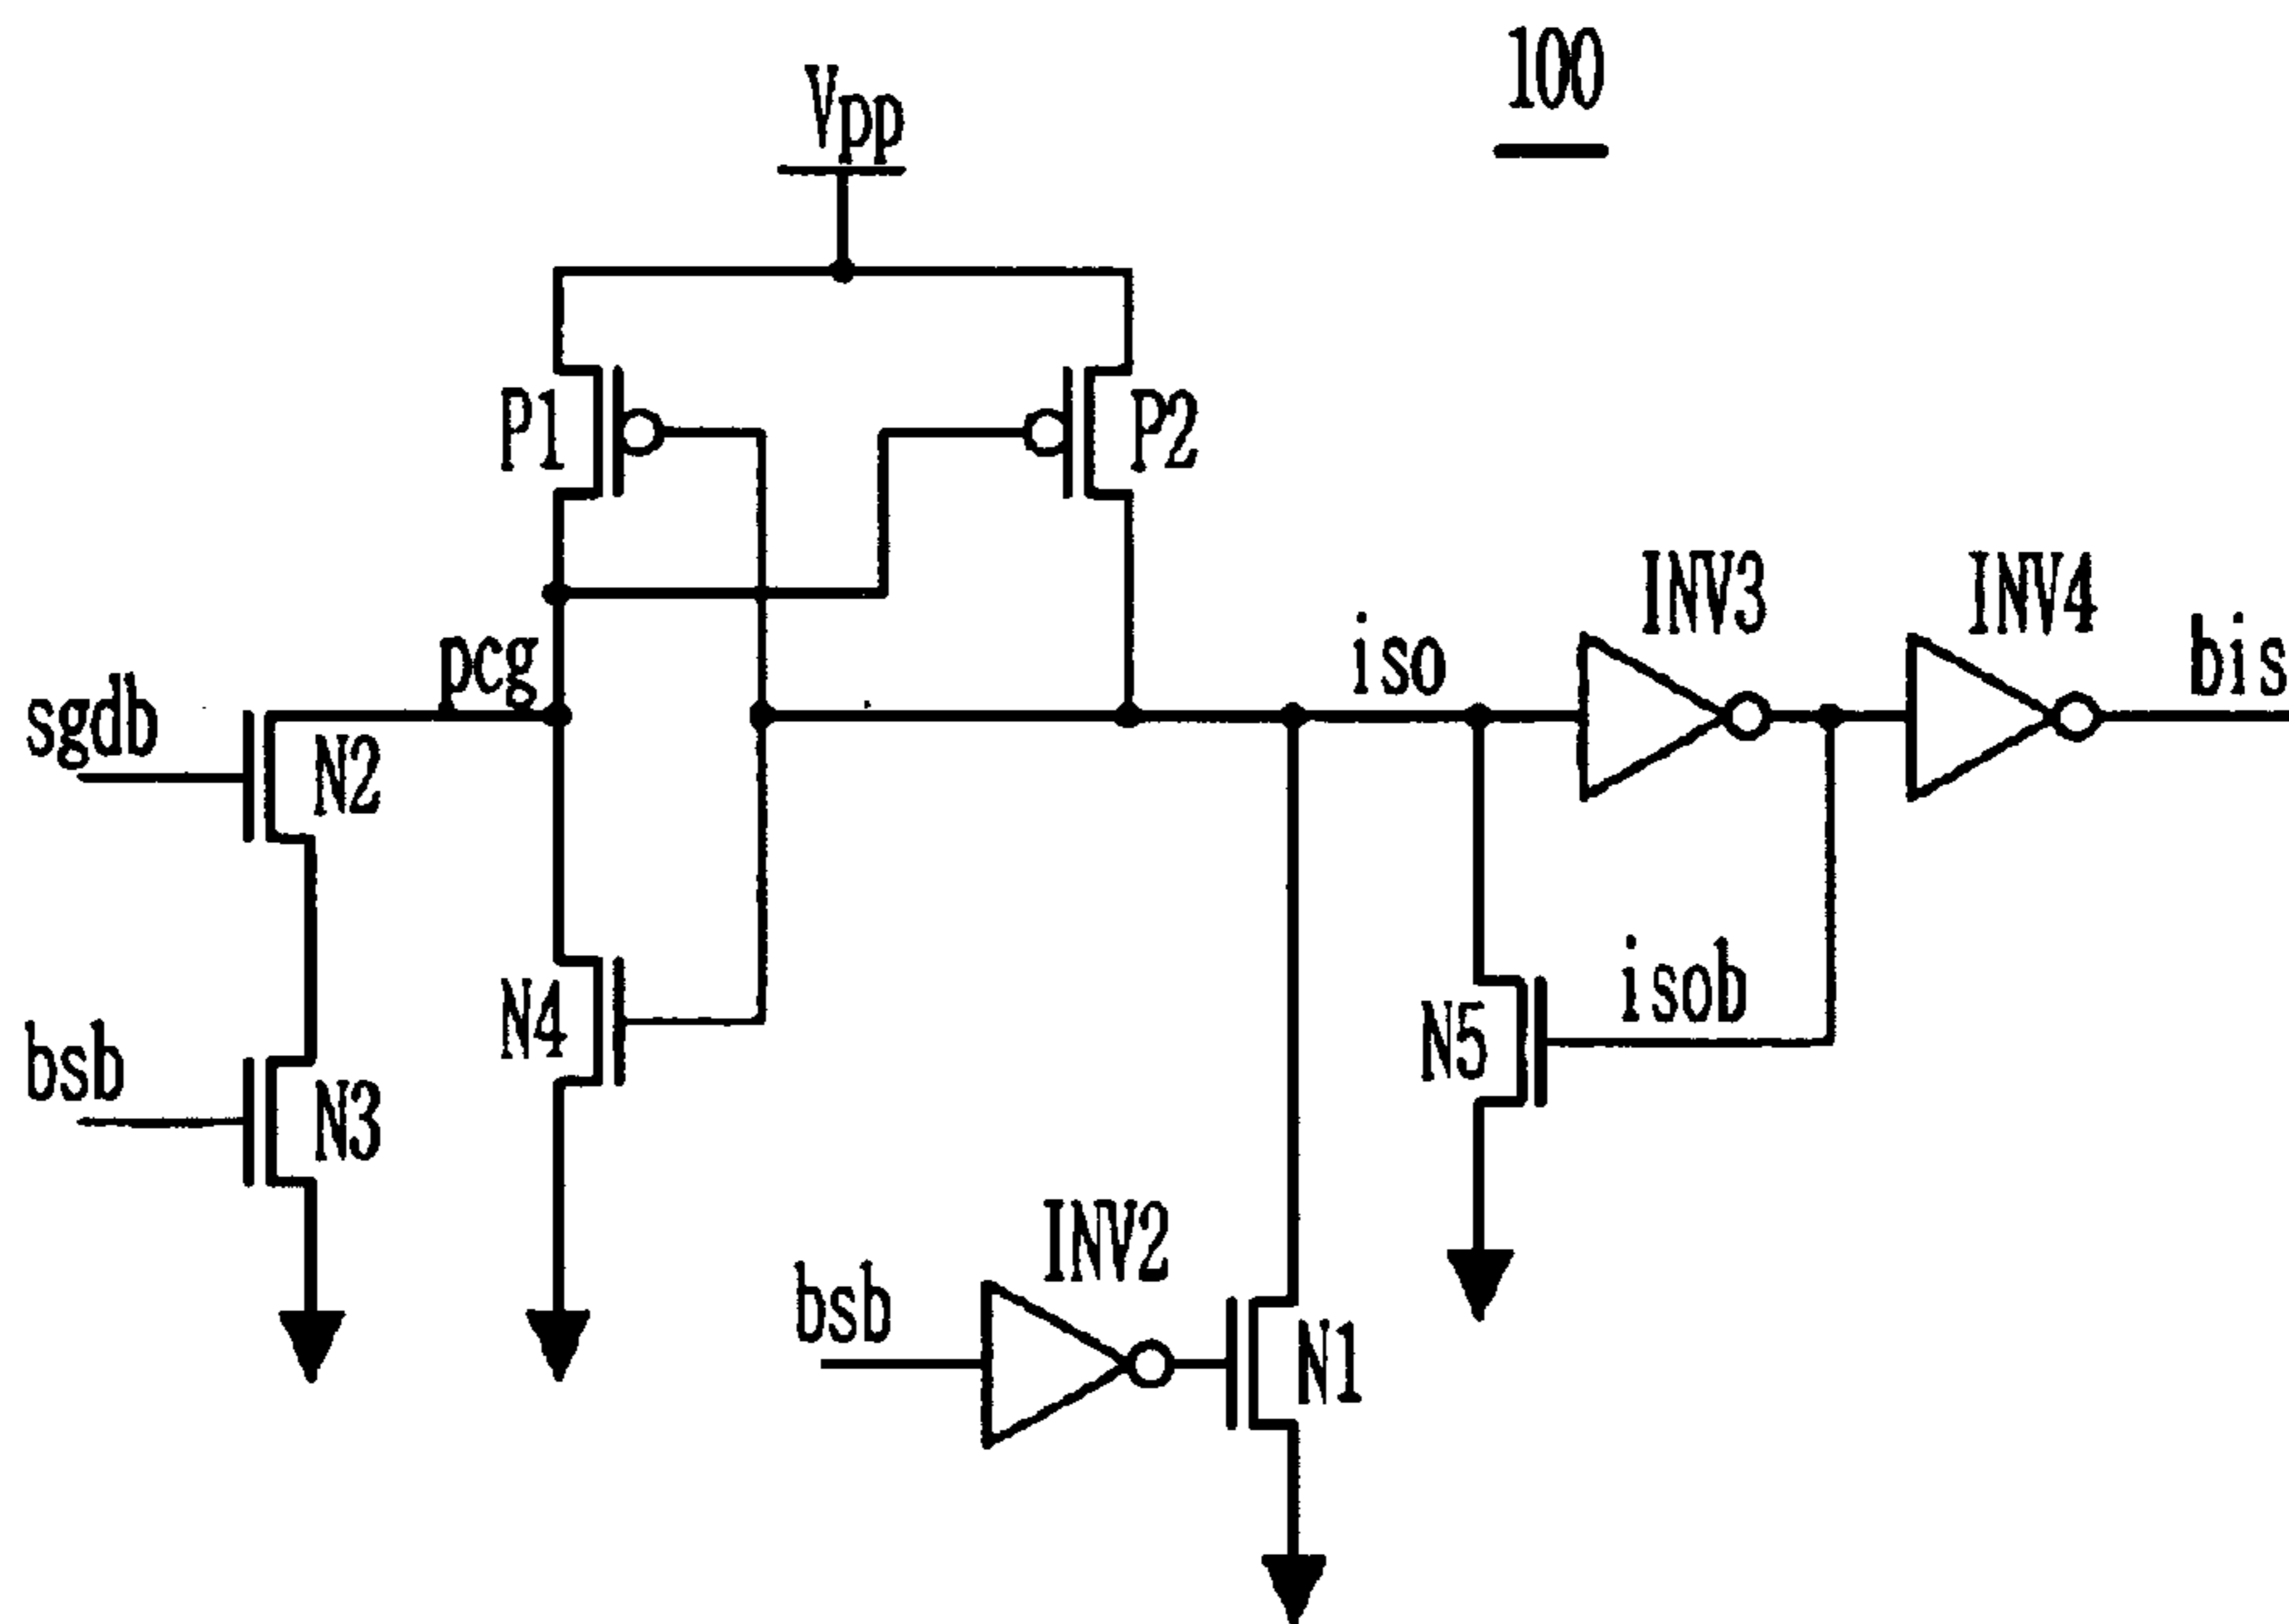 100
Vpp
P1
P2
INV3
INV4
iso
bis
pcg
sgdb
N2
isob
N4
N5
bsb
N3
INV2
bsb
N1